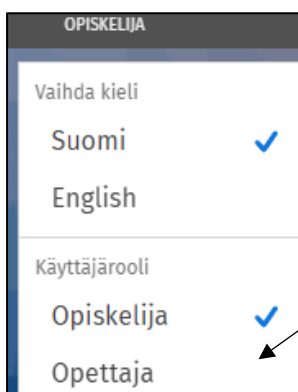 OPISKELIJA
Vaihda kieli
Suomi
English
Käyttäjärooli
Opiskelija
Opettaja